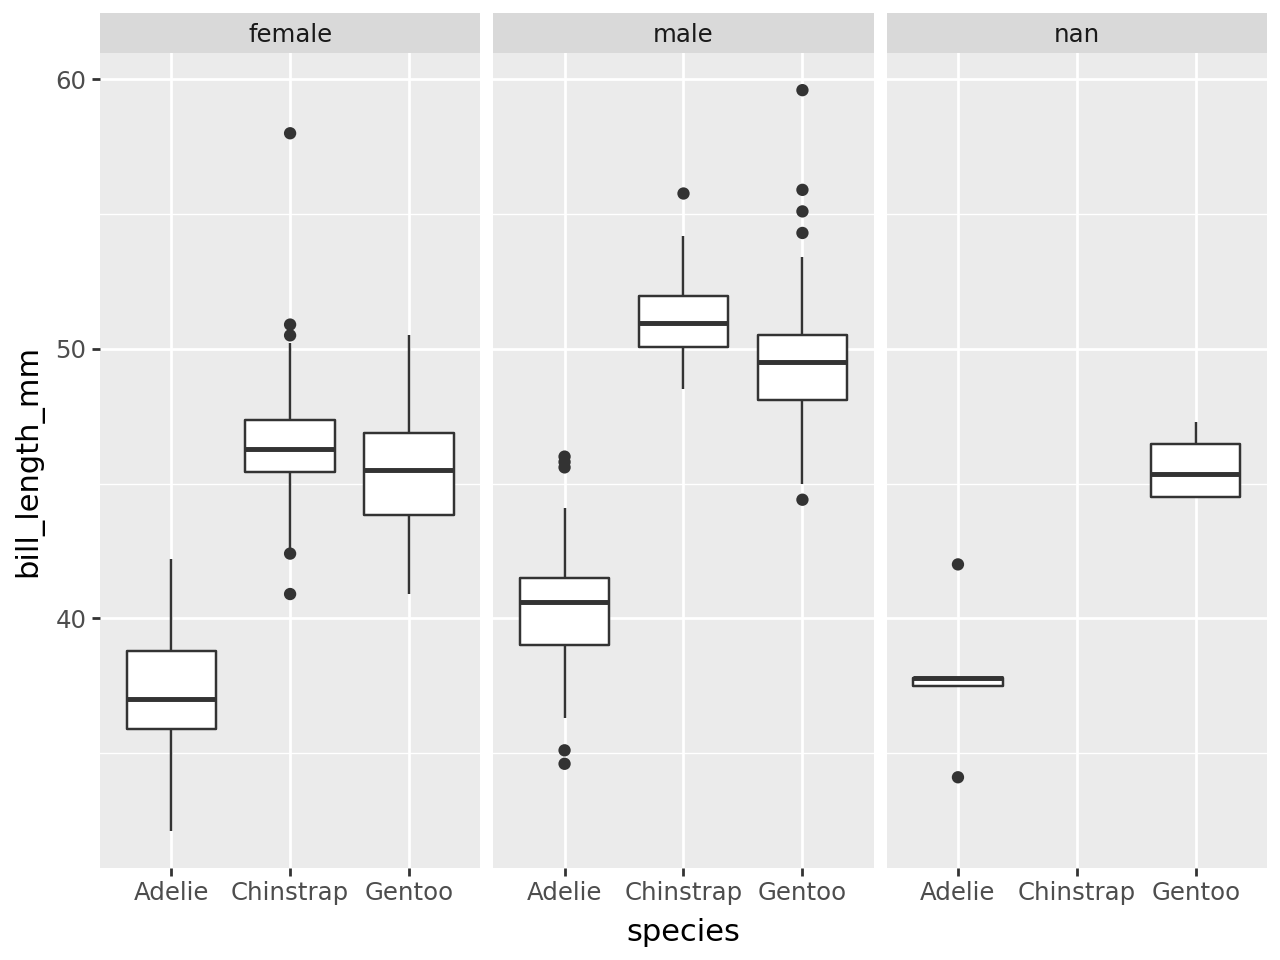 female male nan
60
50
40
bill_length_mm
Adelie Chinstrap Gentoo Adelie Chinstrap Gentoo Adelie Chinstrap Gentoo
species